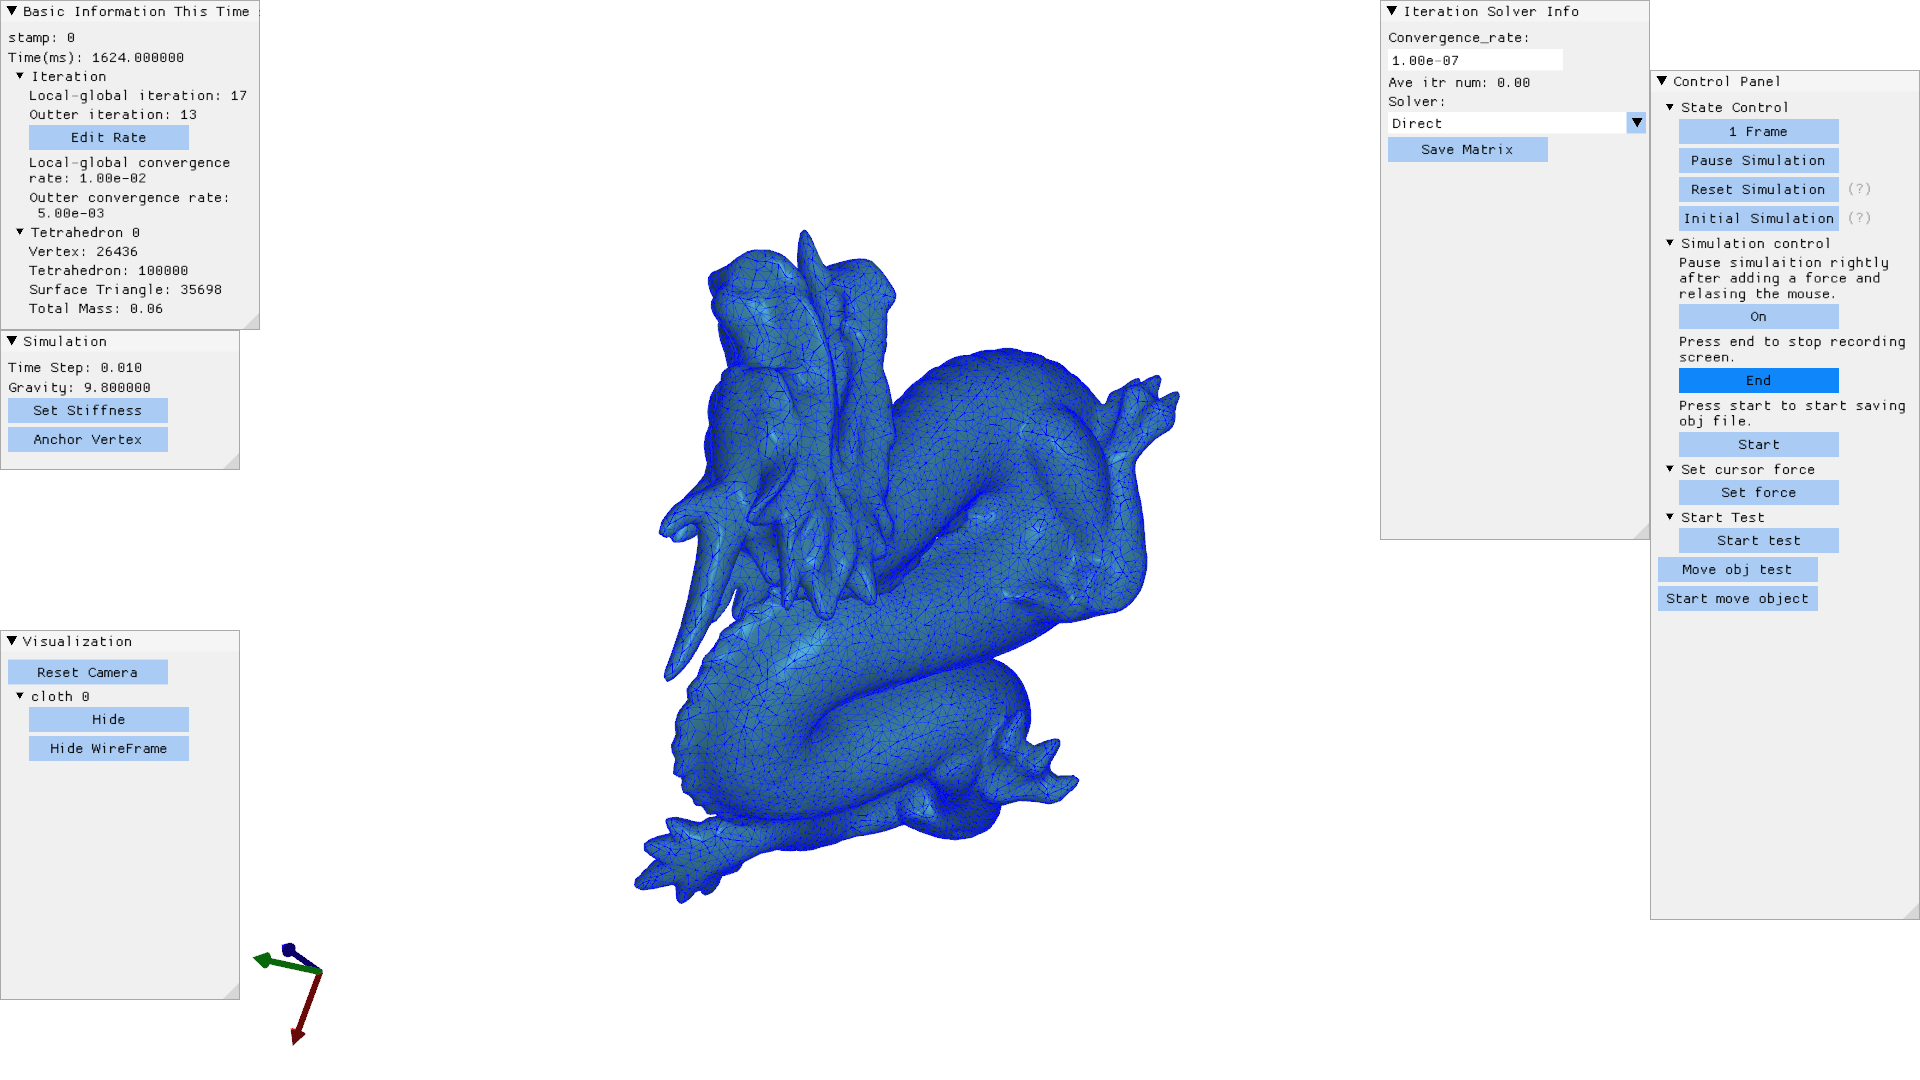 Basic Information This Time
stamp: 0
Time(ms): 1624.000000
Iteration
Local-global iteration: 17
Outter iteration: 13
Edit Rate
Local-global convergence
rate: 1.00e-02
Outter convergence rate:
5.00e-03
Tetrahedron 0
Vertex: 26436
Tetrahedron: 100000
Surface Triangle: 35698
Total Mass: 0.06
Simulation
Time Step: 0.010
Gravity: 9.800000
Set Stiffness
Anchor Vertex
Visualization
Reset Camera
cloth 0
Hide
Hide WireFrame
Iteration Solver Info
Convergence_rate:
1.00e-07
Ave itr num: 0.00
Solver:
Direct
Save Matrix
Control Panel
State Control
1 Frame
Pause Simulation
Reset Simulation (?)
Initial Simulation (?)
Simulation control
Pause simulaition rightly
after adding a force and
relasing the mouse.
On
Press end to stop recording
screen.
End
Press start to start saving
obj file.
Start
Set cursor force
Set force
Start Test
Start test
Move obj test
Start move object